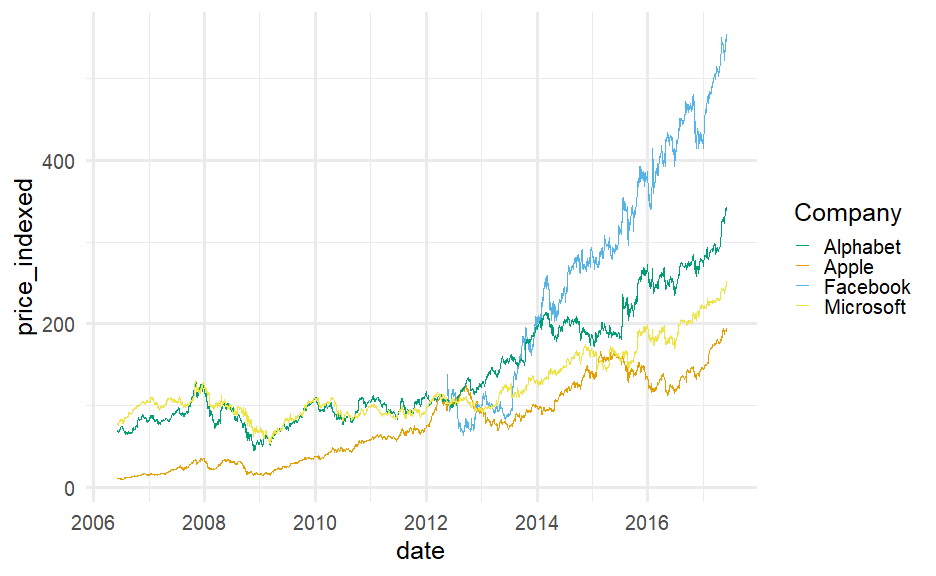 400
200
0
price_indexed
2006 2008 2010 2012 2014 2016
date
Company
Alphabet
Apple
Facebook
Microsoft